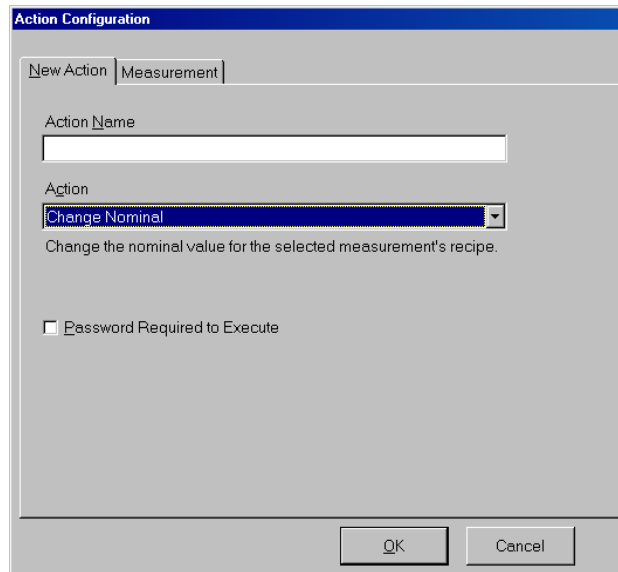 Action Configuration
New Action Measurement
Action Name
Action
Change Nominal
Change the nominal value for the selected measurement's recipe.
Password Required to Execute
OK Cancel